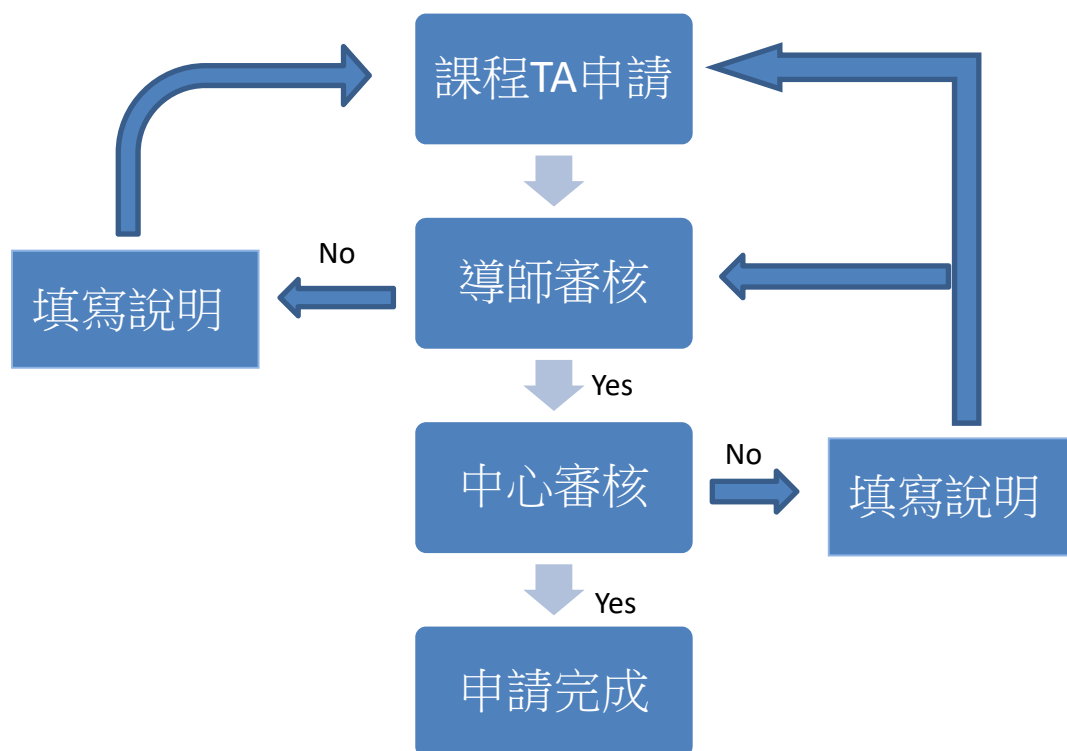 課程TA申請
No
導師審核
填寫說明
Yes
中心審核
No
填寫說明
Yes
申請完成